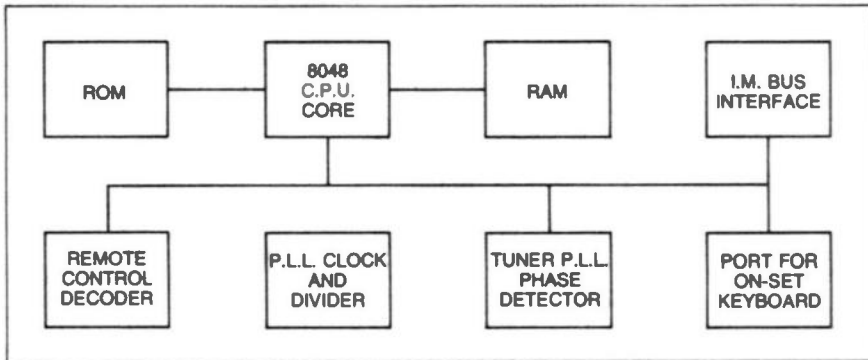 ROM
8048
C.P.U.
CORE
RAM
I.M. BUS
INTERFACE
REMOTE
CONTROL
DECODER
P.L.L. CLOCK
AND
DIVIDER
TUNER P.L.L.
PHASE
DETECTOR
PORT FOR
ON-SET
KEYBOARD